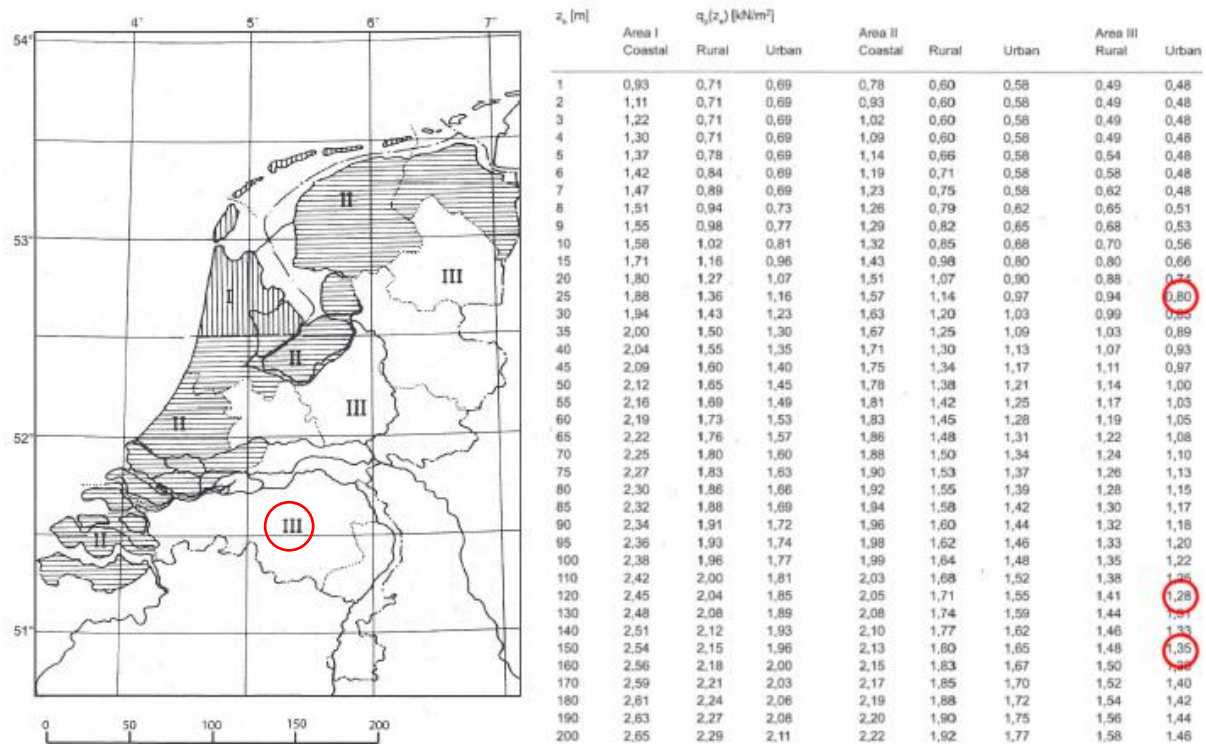 4° 5° 6° 7°
54°
53°
52°
51°
II
III
I
II
III
II
III
II
0 50 100 150 200
zₑ [m] qₚ(zₑ) [kN/m²]
Area I Area II Area III
Coastal Rural Urban Coastal Rural Urban Rural Urban
1 0,93 0,71 0,69 0,78 0,60 0,58 0,49 0,48
2 1,11 0,71 0,69 0,93 0,60 0,58 0,49 0,48
3 1,22 0,71 0,69 1,02 0,60 0,58 0,49 0,48
4 1,30 0,71 0,69 1,09 0,60 0,58 0,49 0,48
5 1,37 0,78 0,69 1,14 0,66 0,58 0,54 0,48
6 1,42 0,84 0,69 1,19 0,71 0,58 0,58 0,48
7 1,47 0,89 0,69 1,23 0,75 0,58 0,62 0,48
8 1,51 0,94 0,73 1,26 0,79 0,62 0,65 0,51
9 1,55 0,98 0,77 1,29 0,82 0,65 0,68 0,53
10 1,58 1,02 0,81 1,32 0,85 0,68 0,70 0,56
15 1,71 1,16 0,96 1,43 0,98 0,80 0,80 0,66
20 1,80 1,27 1,07 1,51 1,07 0,90 0,88 0,74
25 1,88 1,36 1,16 1,57 1,14 0,97 0,94 0,80
30 1,94 1,43 1,23 1,63 1,20 1,03 0,99
35 2,00 1,50 1,30 1,67 1,25 1,09 1,03 0,89
40 2,04 1,55 1,35 1,71 1,30 1,13 1,07 0,93
45 2,09 1,60 1,40 1,75 1,34 1,17 1,11 0,97
50 2,12 1,65 1,45 1,78 1,38 1,21 1,14 1,00
55 2,16 1,69 1,49 1,81 1,42 1,25 1,17 1,03
60 2,19 1,73 1,53 1,83 1,45 1,28 1,19 1,05
65 2,22 1,76 1,57 1,86 1,48 1,31 1,22 1,08
70 2,25 1,80 1,60 1,88 1,50 1,34 1,24 1,10
75 2,27 1,83 1,63 1,90 1,53 1,37 1,26 1,13
80 2,30 1,86 1,66 1,92 1,55 1,39 1,28 1,15
85 2,32 1,88 1,69 1,94 1,58 1,42 1,30 1,17
90 2,34 1,91 1,72 1,96 1,60 1,44 1,32 1,18
95 2,36 1,93 1,74 1,98 1,62 1,46 1,33 1,20
100 2,38 1,96 1,77 1,99 1,64 1,48 1,35 1,22
110 2,42 2,00 1,81 2,03 1,68 1,52 1,38
120 2,45 2,04 1,85 2,05 1,71 1,55 1,41 1,28
130 2,48 2,08 1,89 2,08 1,74 1,59 1,44
140 2,51 2,12 1,93 2,10 1,77 1,62 1,46 1,33
150 2,54 2,15 1,96 2,13 1,80 1,65 1,48 1,35
160 2,56 2,18 2,00 2,15 1,83 1,67 1,50
170 2,59 2,21 2,03 2,17 1,85 1,70 1,52 1,40
180 2,61 2,24 2,06 2,19 1,88 1,72 1,54 1,42
190 2,63 2,27 2,08 2,20 1,90 1,75 1,56 1,44
200 2,65 2,29 2,11 2,22 1,92 1,77 1,58 1.46